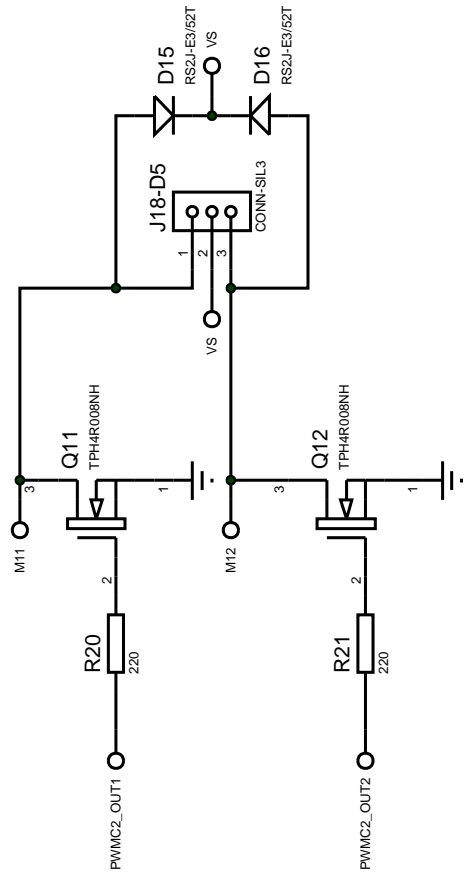 D15
RS2J-E3/52T
VS
D16
RS2J-E3/52T
J18-D5
CONN-SIL3
1
2
3
VS
Q11
TPH4R008NH
3
1
2
M11
R20
220
PWMC2_OUT1
Q12
TPH4R008NH
3
1
2
M12
R21
220
PWMC2_OUT2